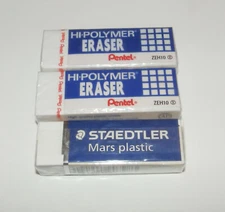 HI-POLYMER®
ERASER
Pentel®
ZEH10
HI-POLYMER®
ERASER
Pentel®
ZEH10
STAEDTLER
Mars plastic